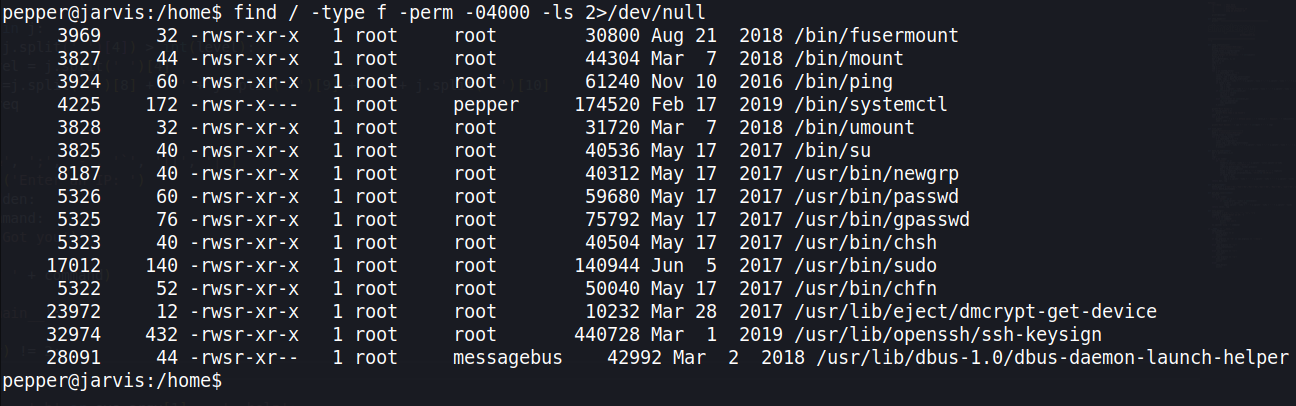 pepper@jarvis:/home$ find / -type f -perm -04000 -ls 2>/dev/null
3969 32 -rwsr-xr-x 1 root root 30800 Aug 21 2018 /bin/fusermount
3827 44 -rwsr-xr-x 1 root root 44304 Mar 7 2018 /bin/mount
3924 60 -rwsr-xr-x 1 root root 61240 Nov 10 2016 /bin/ping
4225 172 -rwsr-x--- 1 root pepper 174520 Feb 17 2019 /bin/systemctl
3828 32 -rwsr-xr-x 1 root root 31720 Mar 7 2018 /bin/umount
3825 40 -rwsr-xr-x 1 root root 40536 May 17 2017 /bin/su
8187 40 -rwsr-xr-x 1 root root 40312 May 17 2017 /usr/bin/newgrp
5326 60 -rwsr-xr-x 1 root root 59680 May 17 2017 /usr/bin/passwd
5325 76 -rwsr-xr-x 1 root root 75792 May 17 2017 /usr/bin/gpasswd
5323 40 -rwsr-xr-x 1 root root 40504 May 17 2017 /usr/bin/chsh
17012 140 -rwsr-xr-x 1 root root 140944 Jun 5 2017 /usr/bin/sudo
5322 52 -rwsr-xr-x 1 root root 50040 May 17 2017 /usr/bin/chfn
23972 12 -rwsr-xr-x 1 root root 10232 Mar 28 2017 /usr/lib/eject/dmcrypt-get-device
32974 432 -rwsr-xr-x 1 root root 440728 Mar 1 2019 /usr/lib/openssh/ssh-keysign
28091 44 -rwsr-xr-- 1 root messagebus 42992 Mar 2 2018 /usr/lib/dbus-1.0/dbus-daemon-launch-helper
pepper@jarvis:/home$